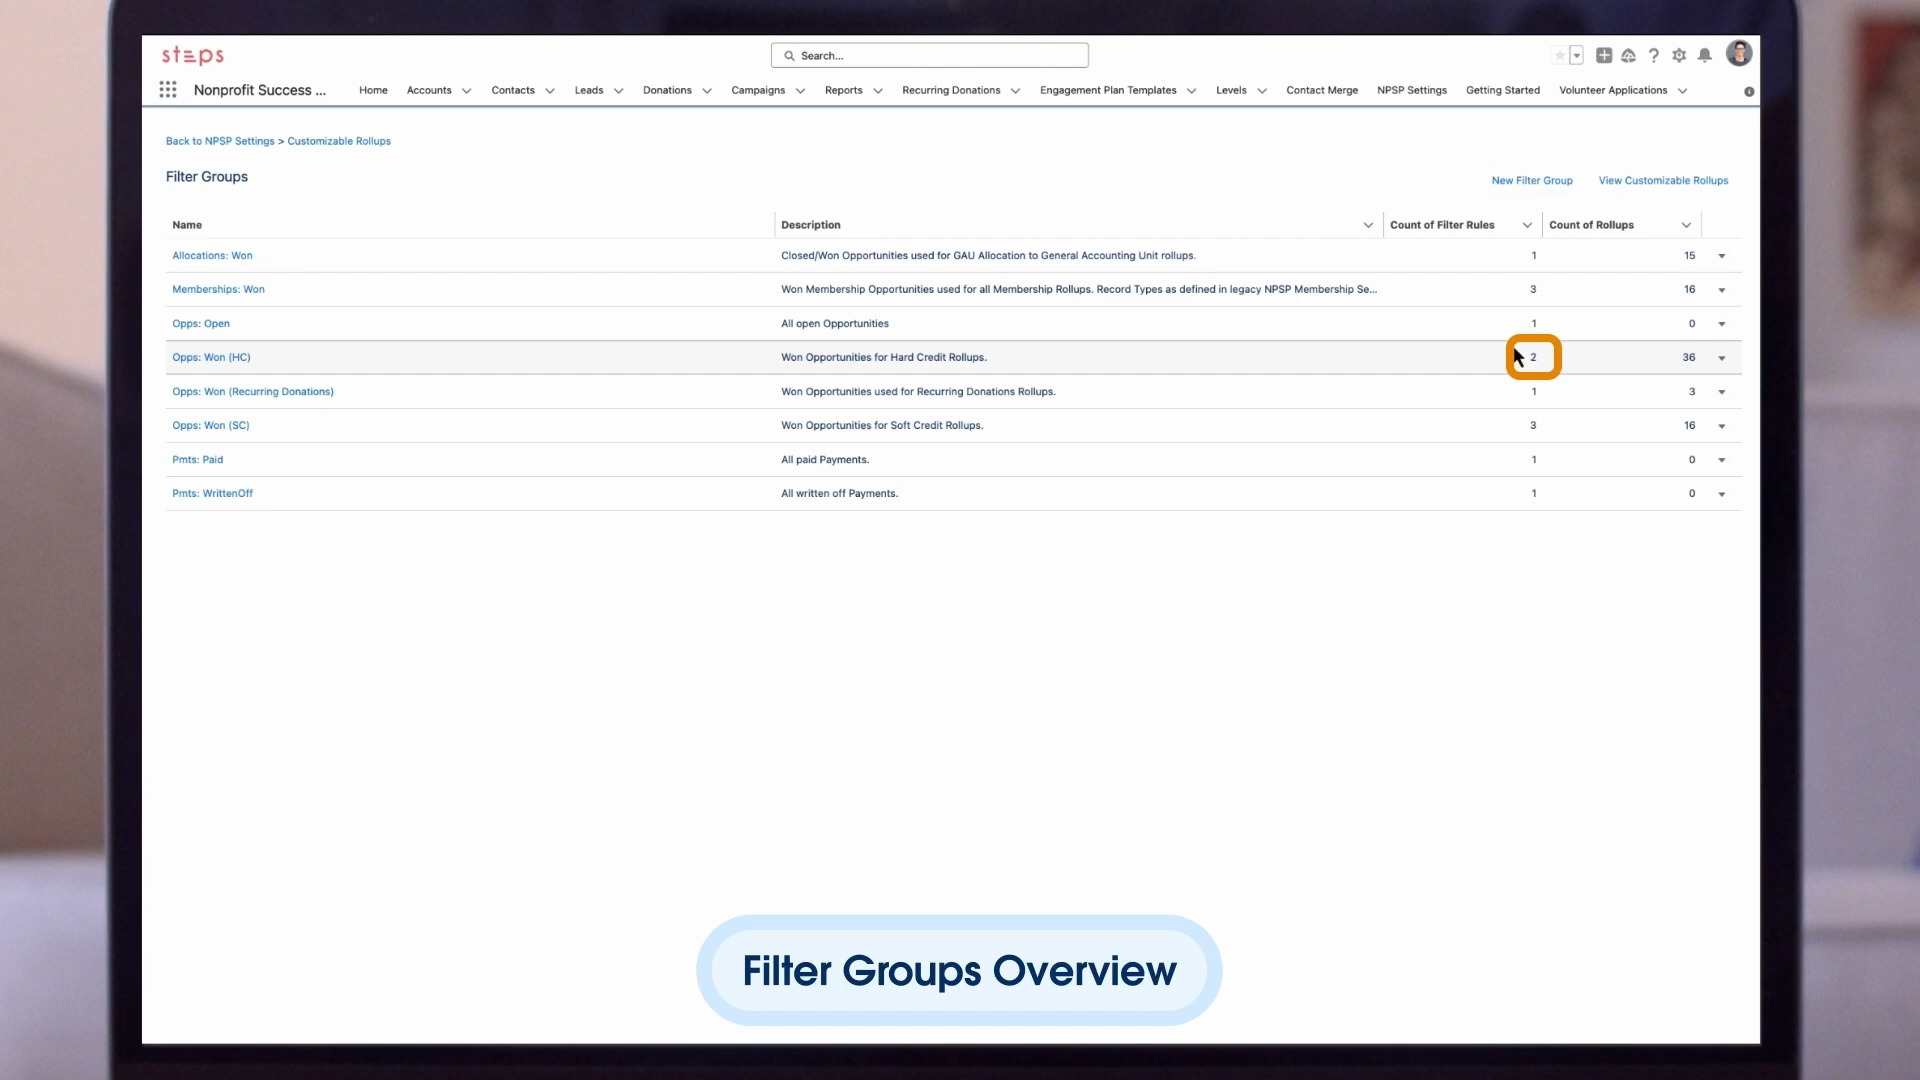 steps
Search...
Nonprofit Success ...
Home
Accounts
Contacts
Leads
Donations
Campaigns
Reports
Recurring Donations
Engagement Plan Templates
Levels
Contact Merge
NPSP Settings
Getting Started
Volunteer Applications
Back to NPSP Settings > Customizable Rollups
Filter Groups
New Filter Group
View Customizable Rollups
Name Description Count of Filter Rules Count of Rollups
Allocations: Won Closed/Won Opportunities used for GAU Allocation to General Accounting Unit rollups. 1 15
Memberships: Won Won Membership Opportunities used for all Membership Rollups. Record Types as defined in legacy NPSP Membership Se... 3 16
Opps: Open All open Opportunities 1 0
Opps: Won (HC) Won Opportunities for Hard Credit Rollups. 2 36
Opps: Won (Recurring Donations) Won Opportunities used for Recurring Donations Rollups. 1 3
Opps: Won (SC) Won Opportunities for Soft Credit Rollups. 3 16
Pmts: Paid All paid Payments. 1 0
Pmts: WrittenOff All written off Payments. 1 0
Filter Groups Overview